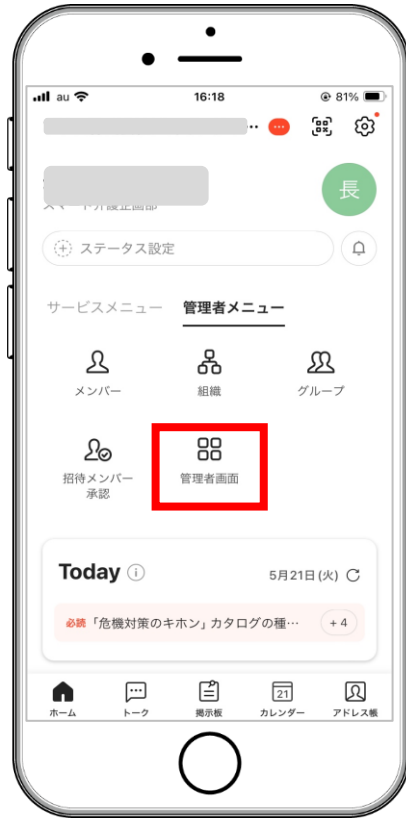 au 16:18 81%
長
ステータス設定
サービスメニュー 管理者メニュー
メンバー 組織 グループ
招待メンバー承認 管理者画面
Today 5月21日(火)
必読「危機対策のキホン」カタログの種… +4
21
ホーム トーク 掲示板 カレンダー アドレス帳